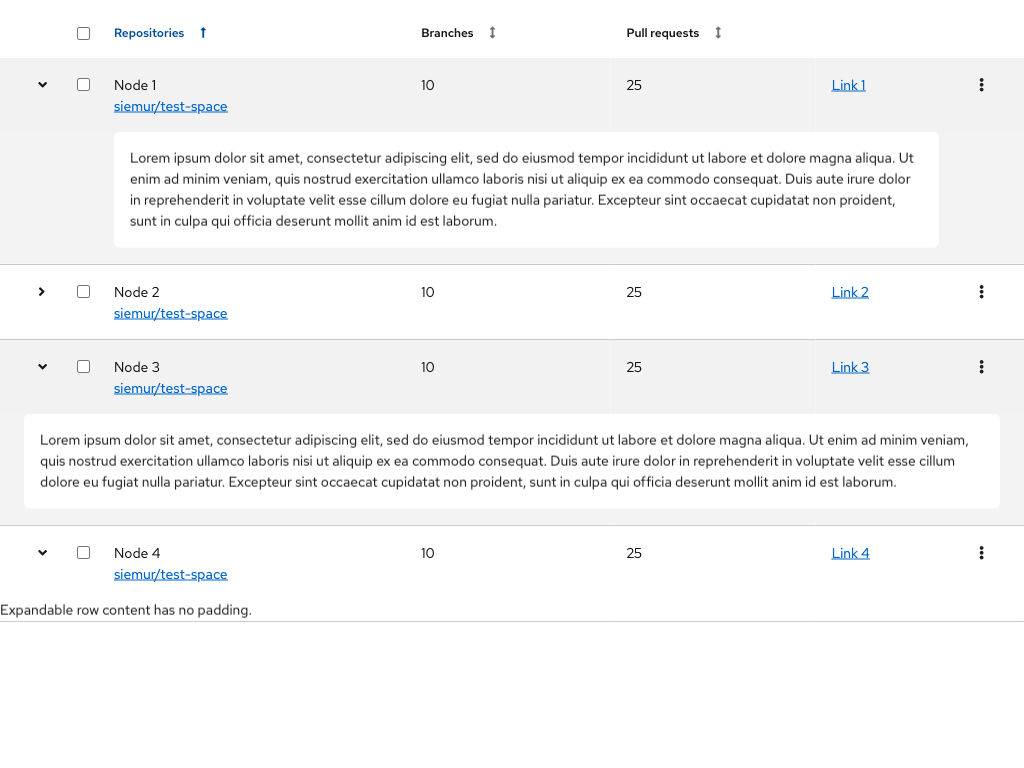 Repositories Branches Pull requests
Node 1 10 25 Link 1
siemur/test-space
Lorem ipsum dolor sit amet, consectetur adipiscing elit, sed do eiusmod tempor incididunt ut labore et dolore magna aliqua. Ut
enim ad minim veniam, quis nostrud exercitation ullamco laboris nisi ut aliquip ex ea commodo consequat. Duis aute irure dolor
in reprehenderit in voluptate velit esse cillum dolore eu fugiat nulla pariatur. Excepteur sint occaecat cupidatat non proident,
sunt in culpa qui officia deserunt mollit anim id est laborum.
Node 2 10 25 Link 2
siemur/test-space
Node 3 10 25 Link 3
siemur/test-space
Lorem ipsum dolor sit amet, consectetur adipiscing elit, sed do eiusmod tempor incididunt ut labore et dolore magna aliqua. Ut enim ad minim veniam,
quis nostrud exercitation ullamco laboris nisi ut aliquip ex ea commodo consequat. Duis aute irure dolor in reprehenderit in voluptate velit esse cillum
dolore eu fugiat nulla pariatur. Excepteur sint occaecat cupidatat non proident, sunt in culpa qui officia deserunt mollit anim id est laborum.
Node 4 10 25 Link 4
siemur/test-space
Expandable row content has no padding.